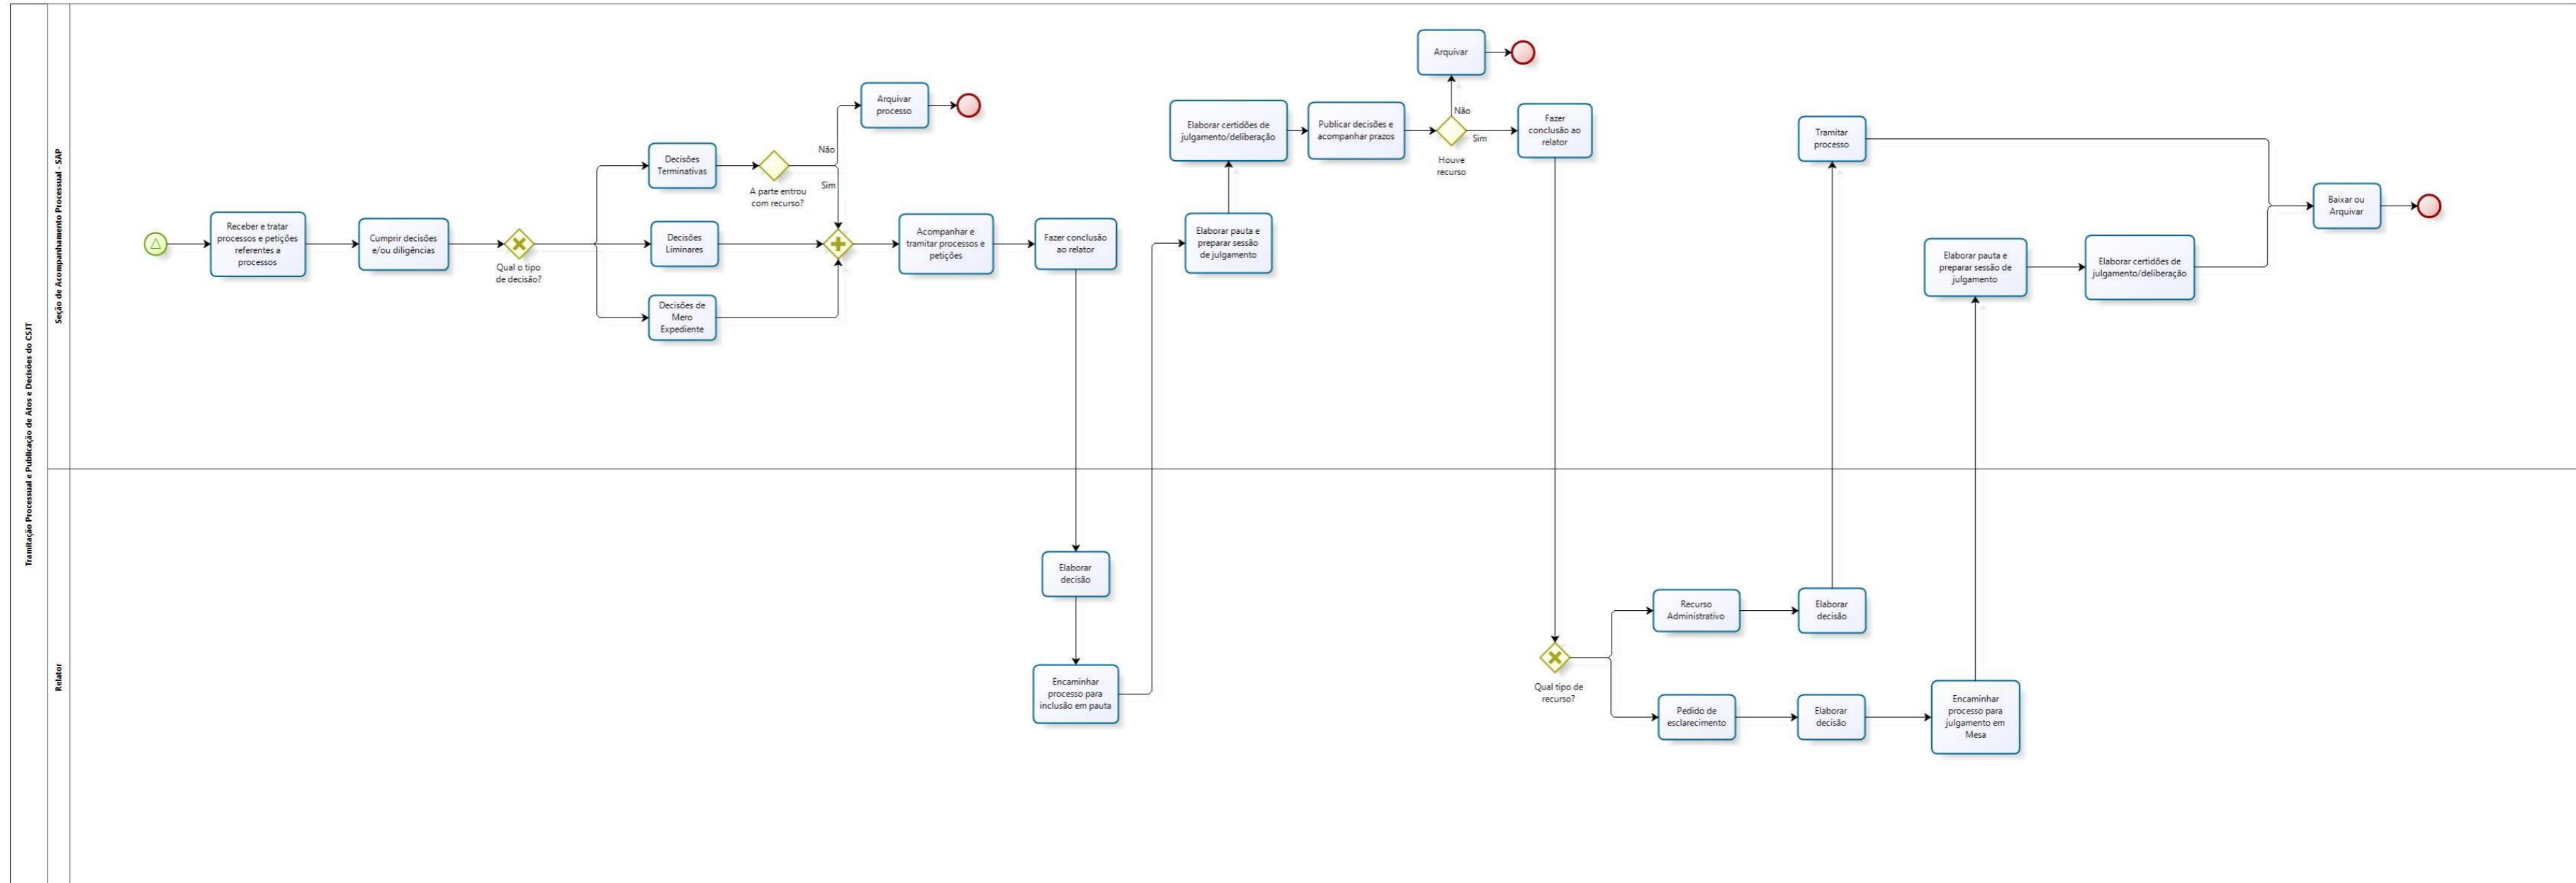 Tramitação Processual e Publicação de Atos e Decisões do CSJT
Seção de Acompanhamento Processual - SAP
Receber e tratar
processos e petições
referentes a
processos
Cumprir decisões
e/ou diligências
Qual o tipo
de decisão?
Decisões
Terminativas
A parte entrou
com recurso?
Não
Sim
Arquivar
processo
Decisões
Liminares
Decisões de
Mero
Expediente
Acompanhar e
tramitar processos e
petições
Fazer conclusão
ao relator
Elaborar pauta e
preparar sessão
de julgamento
Elaborar certidões de
julgamento/deliberação
Publicar decisões e
acompanhar prazos
Houve
recurso
Não
Sim
Arquivar
Fazer
conclusão ao
relator
Tramitar
processo
Elaborar pauta e
preparar sessão de
julgamento
Elaborar certidões de
julgamento/deliberação
Baixar ou
Arquivar
Relator
Elaborar
decisão
Encaminhar
processo para
inclusão em pauta
Qual tipo de
recurso?
Recurso
Administrativo
Elaborar
decisão
Pedido de
esclarecimento
Elaborar
decisão
Encaminhar
processo para
julgamento em
Mesa